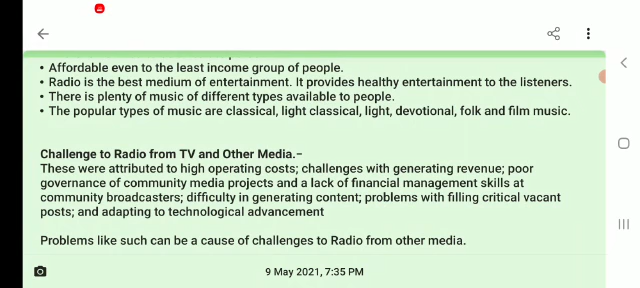 • Affordable even to the least income group of people.
• Radio is the best medium of entertainment. It provides healthy entertainment to the listeners.
• There is plenty of music of different types available to people.
• The popular types of music are classical, light classical, light, devotional, folk and film music.
Challenge to Radio from TV and Other Media.–
These were attributed to high operating costs; challenges with generating revenue; poor
governance of community media projects and a lack of financial management skills at
community broadcasters; difficulty in generating content; problems with filling critical vacant
posts; and adapting to technological advancement
Problems like such can be a cause of challenges to Radio from other media.
9 May 2021, 7:35 PM